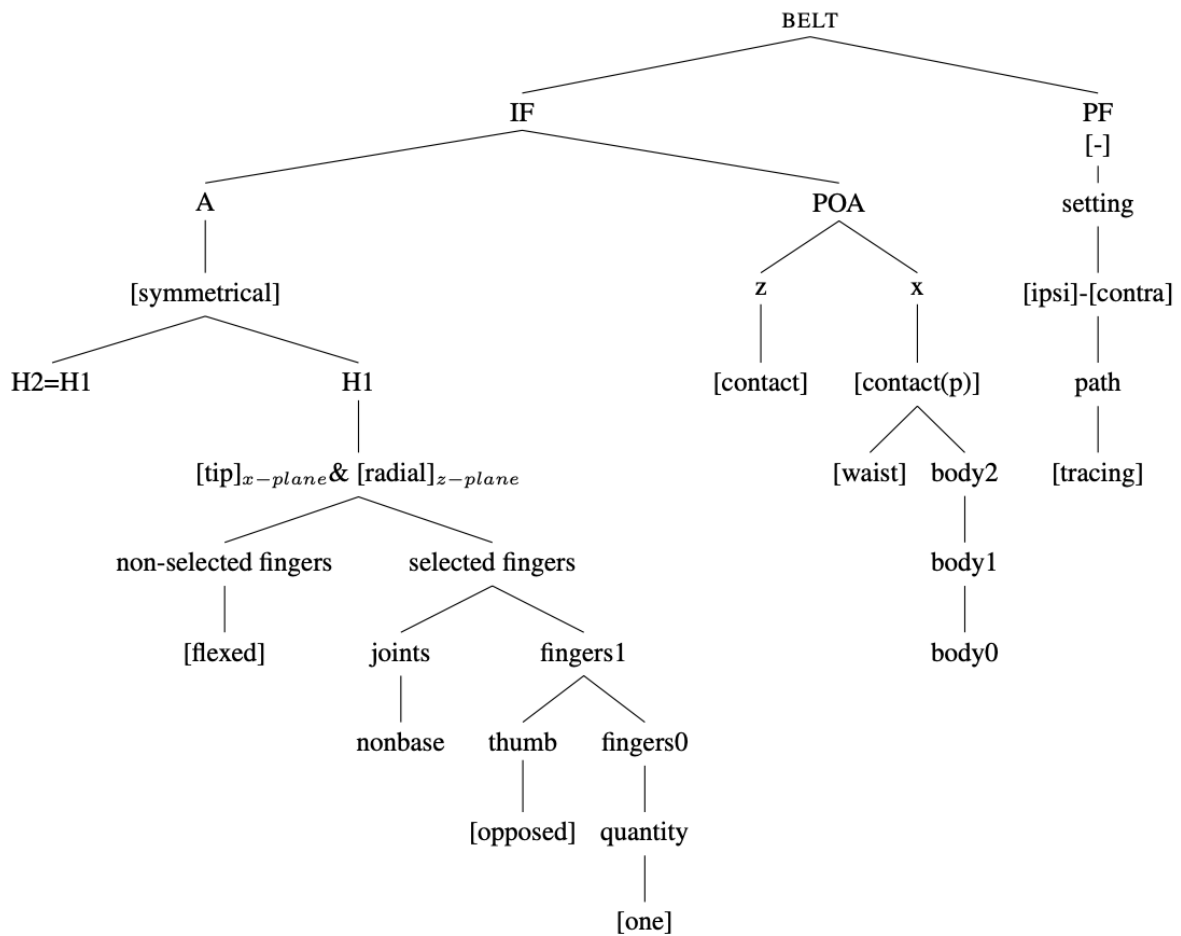 BELT
IF PF
[-]
A POA setting
[symmetrical] z x [ipsi]-[contra]
H2=H1 H1 [contact] [contact(p)] path
[tip]x−plane& [radial]z−plane [waist] body2 [tracing]
non-selected fingers selected fingers body1
[flexed] joints fingers1 body0
nonbase thumb fingers0
[opposed] quantity
[one]